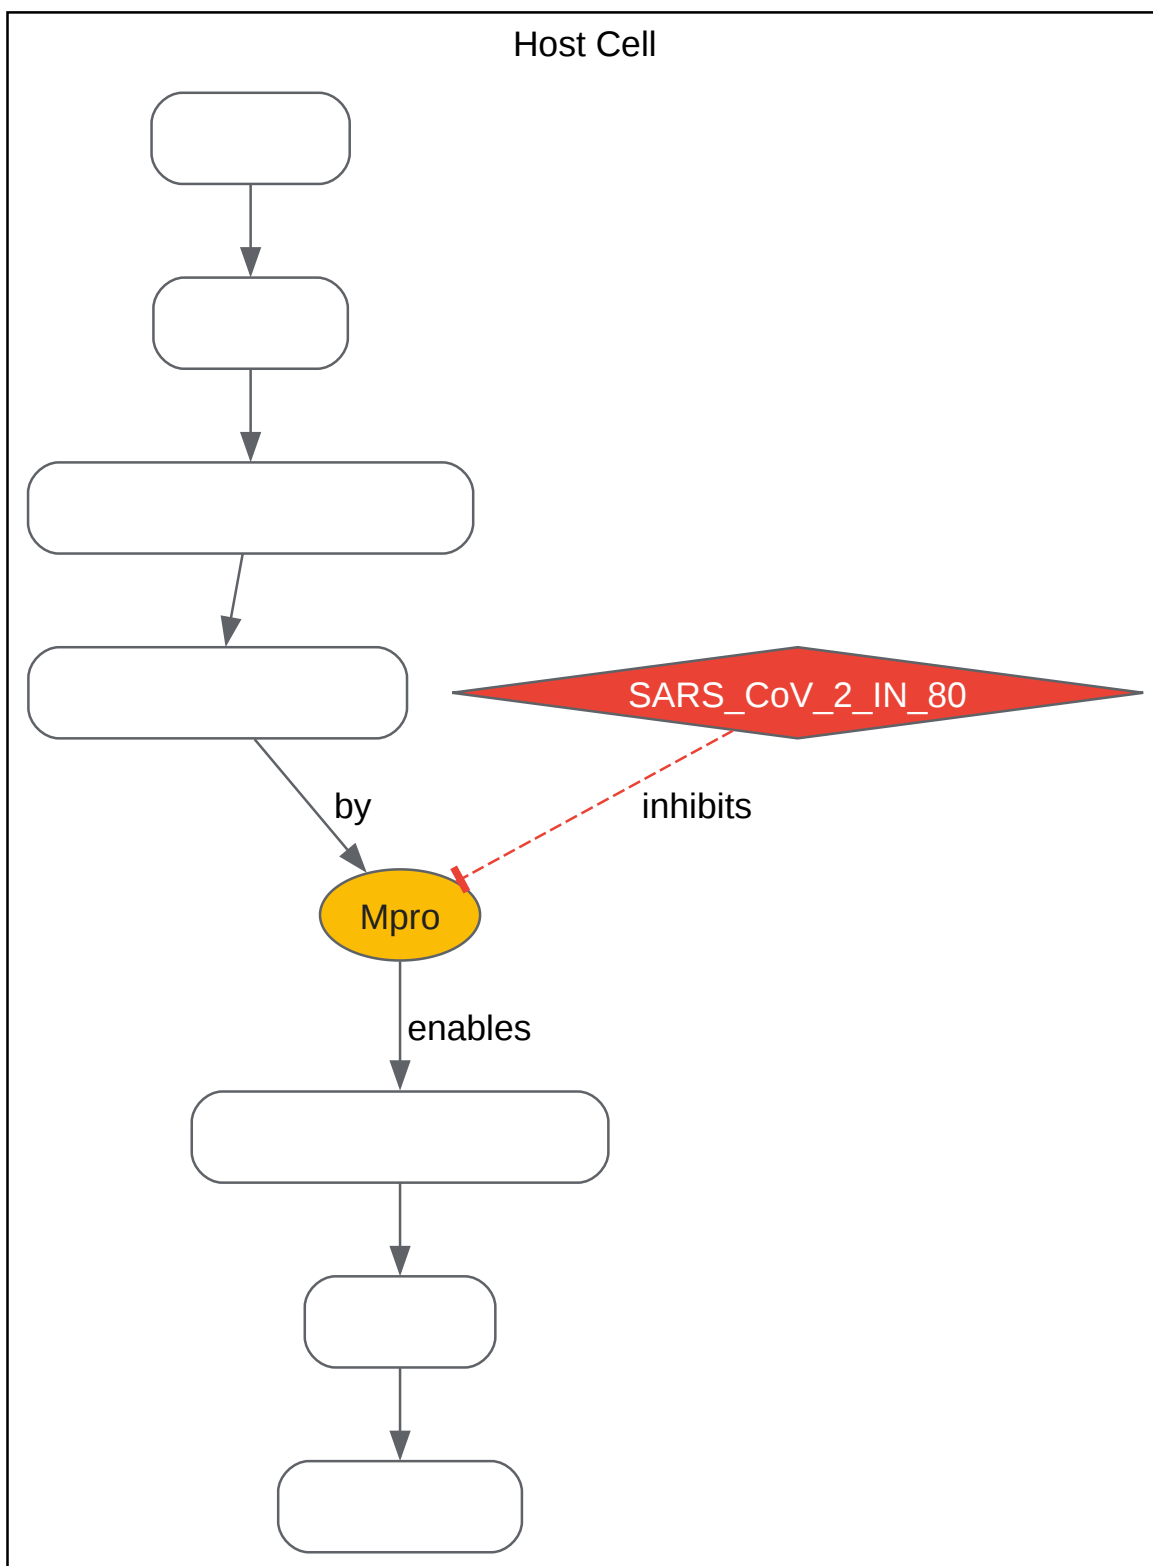 Host Cell
SARS_CoV_2_IN_80
by
inhibits
Mpro
enables